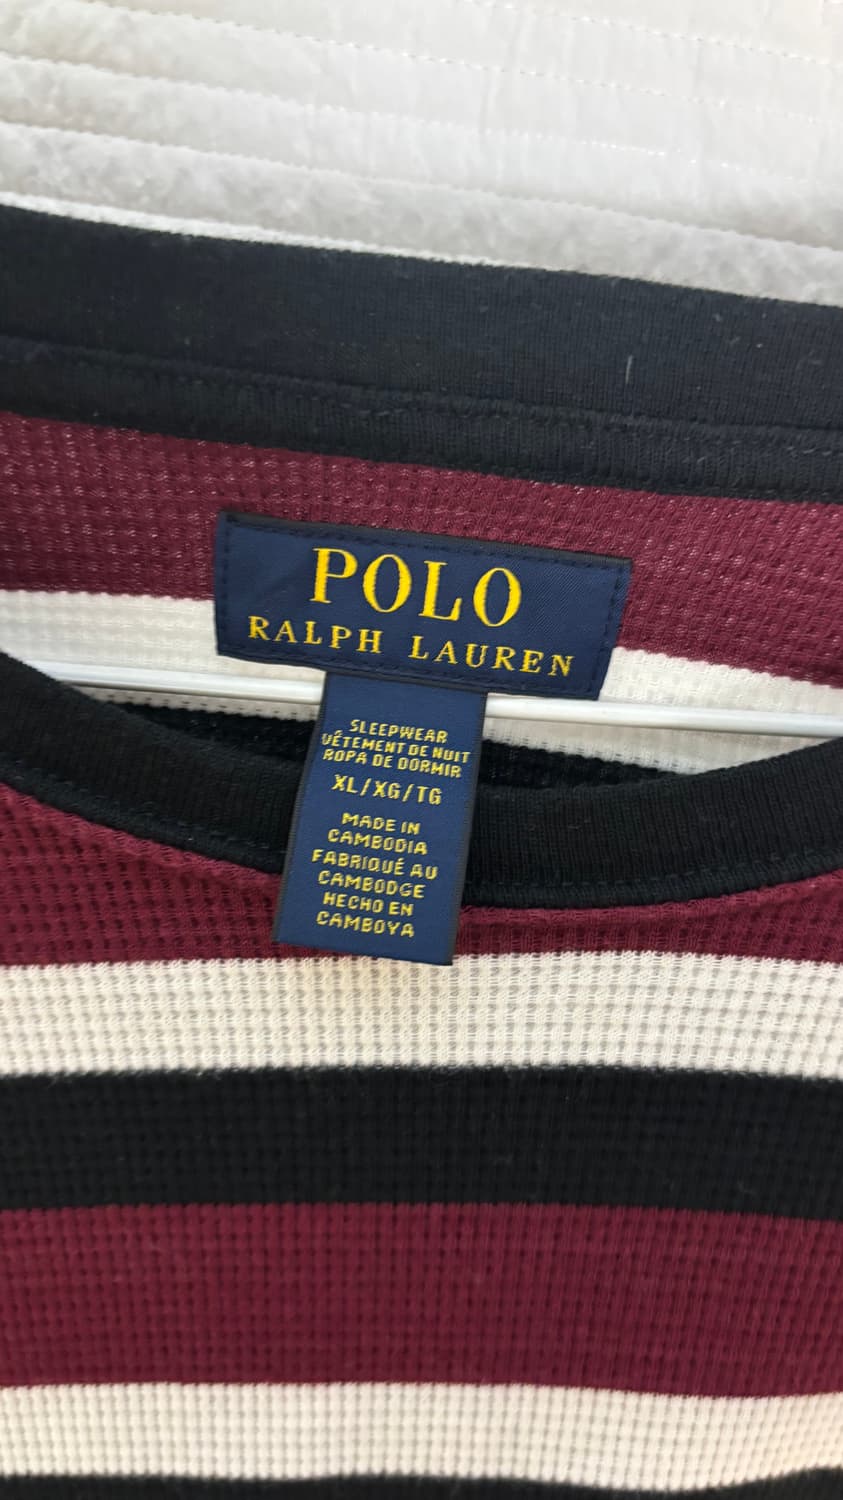 POLO
RALPH LAUREN
SLEEPWEAR
VÊTEMENT DE NUIT
ROPA DE DORMIR
XL/XG/TG
MADE IN
CAMBODIA
FABRIQUÉ AU
CAMBODGE
HECHO EN
CAMBOYA